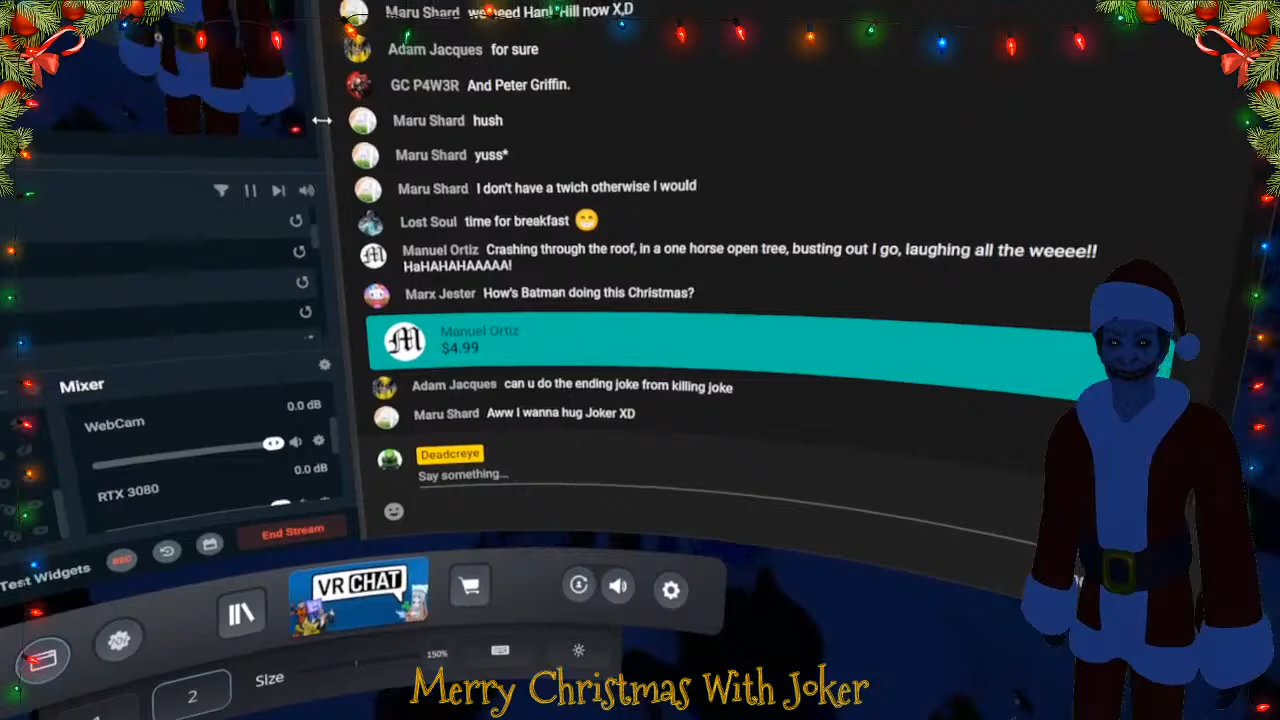 Maru Shard we need Hank Hill now X,D
Adam Jacques for sure
GC P4W3R And Peter Griffin.
Maru Shard hush
Maru Shard yuss*
Maru Shard I don't have a twich otherwise I would
Lost Soul time for breakfast 😁
Manuel Ortiz Crashing through the roof, in a one horse open tree, busting out I go, laughing all the weeee!!
HaHAHAHAAAAA!
Marx Jester How's Batman doing this Christmas?
M
Manuel Ortiz
$4.99
Adam Jacques can u do the ending joke from killing joke
Maru Shard Aww I wanna hug Joker XD
Deadcreye
Say something...
Mixer
WebCam 0.0 dB
RTX 3080 0.0 dB
Test Widgets REC End Stream
VRCHAT
2 Size 150%
Merry Christmas With Joker